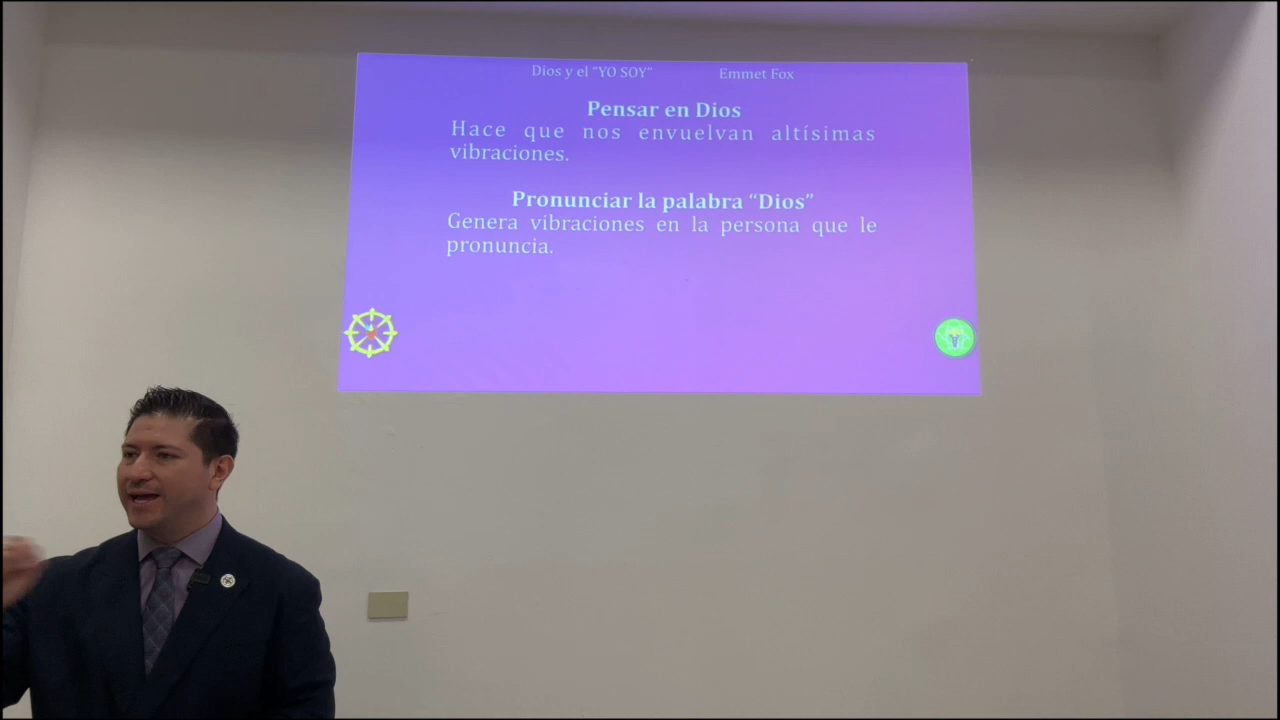 Dios y el "YO SOY" Emmet Fox
Pensar en Dios
Hace que nos envuelvan altísimas
vibraciones.
Pronunciar la palabra “Dios”
Genera vibraciones en la persona que le
pronuncia.